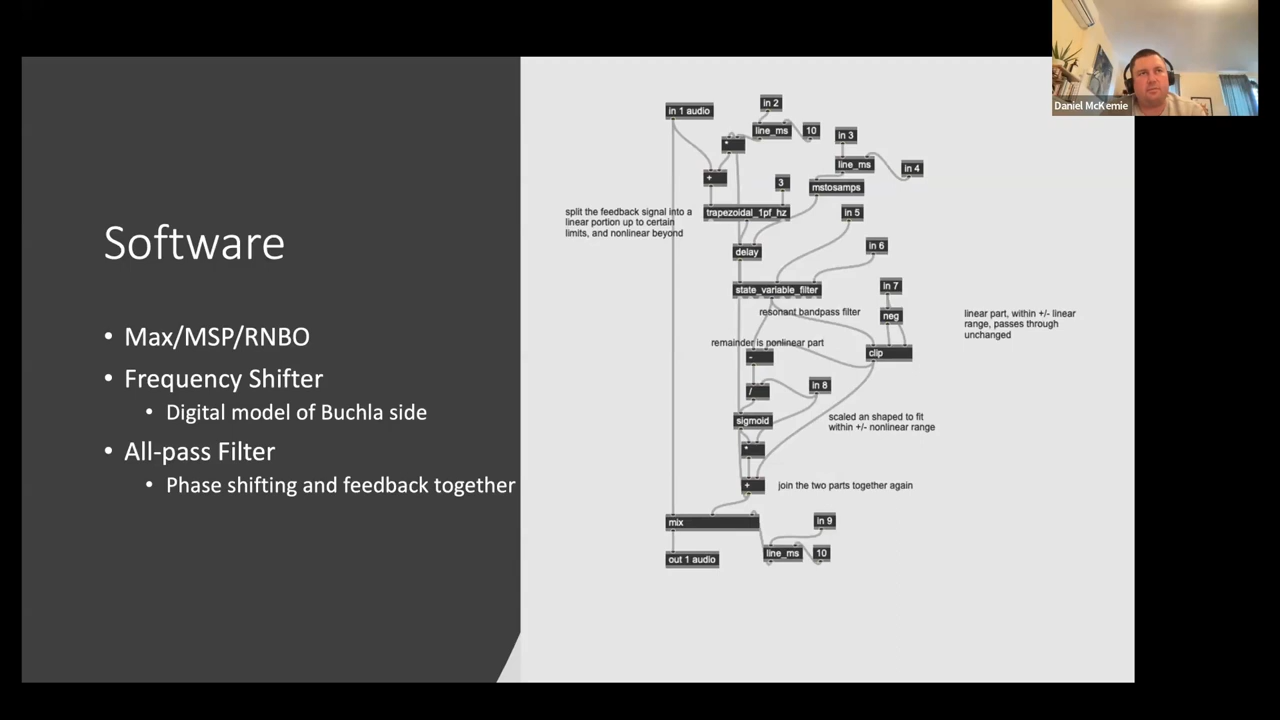 Software
• Max/MSP/RNBO
• Frequency Shifter
• Digital model of Buchla side
• All-pass Filter
• Phase shifting and feedback together
in 1 audio
in 2
line_ms
10
*
in 3
line_ms
in 4
+
3
mstosamps
split the feedback signal into a
linear portion up to certain
limits, and nonlinear beyond
trapezoidal_1pf_hz
in 5
delay
in 6
state_variable_filter
in 7
resonant bandpass filter
neg
linear part, within +/- linear
range, passes through
unchanged
remainder is nonlinear part
-
clip
/
in 8
sigmoid
scaled an shaped to fit
within +/- nonlinear range
*
+
join the two parts together again
mix
in 9
out 1 audio
line_ms
10
Daniel McKemie